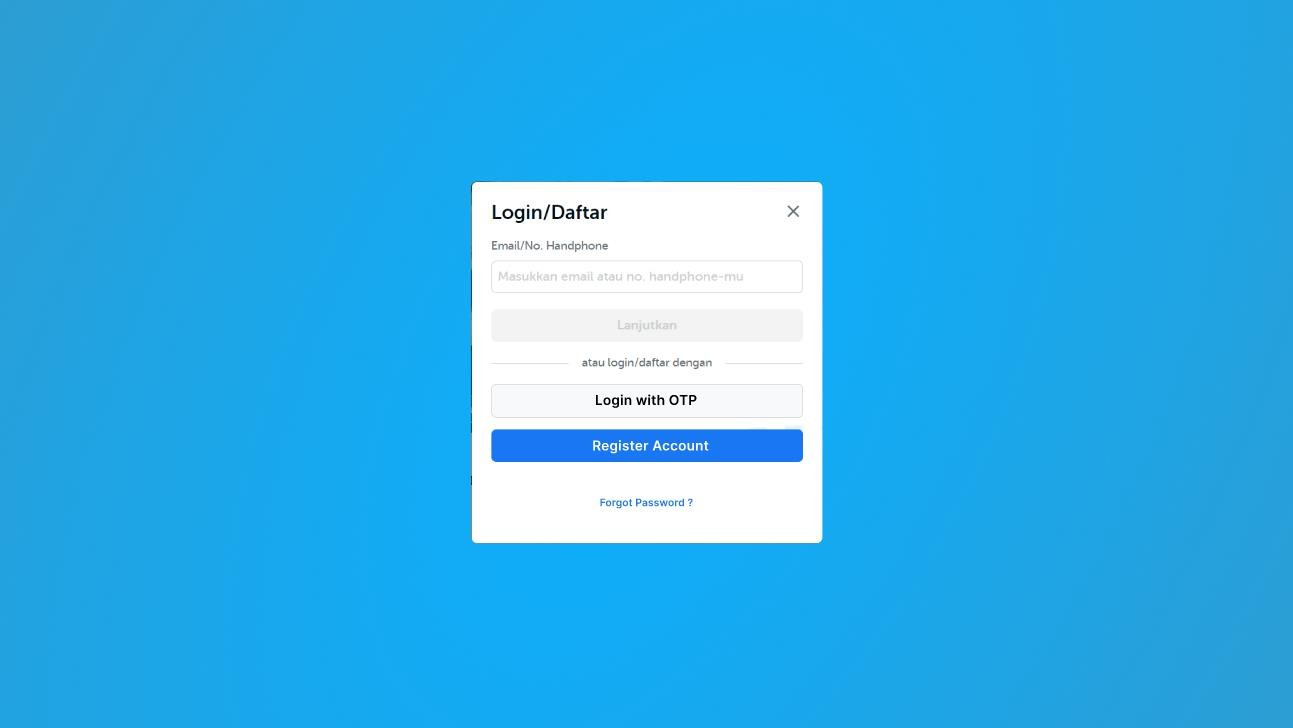 Login/Daftar
Email/No. Handphone
Masukkan email atau no. handphone-mu
Lanjutkan
atau login/daftar dengan
Login with OTP
Register Account
Forgot Password ?